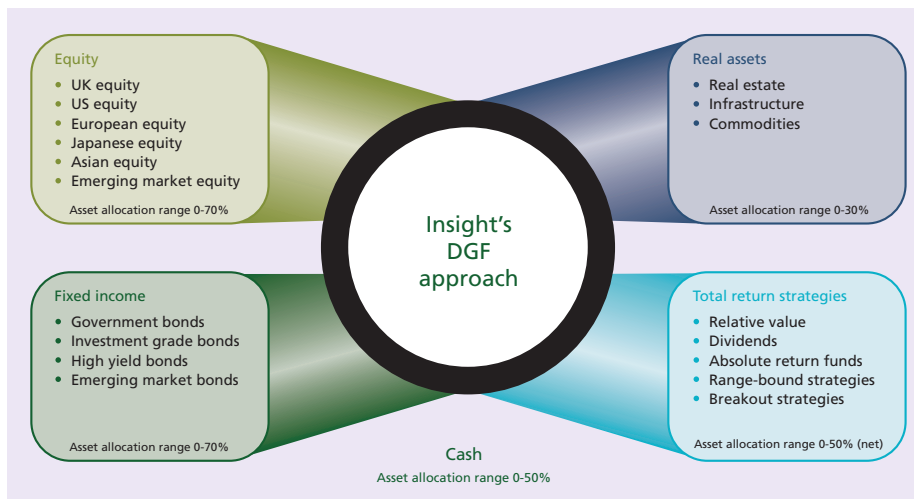 Equity
• UK equity
• US equity
• European equity
• Japanese equity
• Asian equity
• Emerging market equity
Asset allocation range 0-70%
Real assets
• Real estate
• Infrastructure
• Commodities
Asset allocation range 0-30%
Insight’s
DGF
approach
Fixed income
• Government bonds
• Investment grade bonds
• High yield bonds
• Emerging market bonds
Asset allocation range 0-70%
Total return strategies
• Relative value
• Dividends
• Absolute return funds
• Range-bound strategies
• Breakout strategies
Asset allocation range 0-50% (net)
Cash
Asset allocation range 0-50%